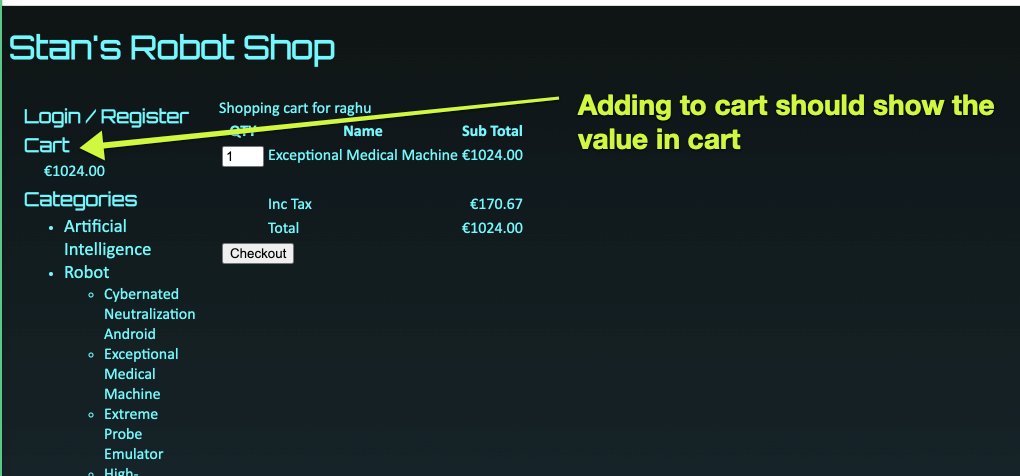 Stan's Robot Shop
Login / Register
Cart
€1024.00
Categories
• Artificial
Intelligence
• Robot
◦ Cybernated
Neutralization
Android
◦ Exceptional
Medical
Machine
◦ Extreme
Probe
Emulator
◦ High-
Shopping cart for raghu
QTY Name Sub Total
1 Exceptional Medical Machine €1024.00
Inc Tax €170.67
Total €1024.00
Checkout
Adding to cart should show the
value in cart